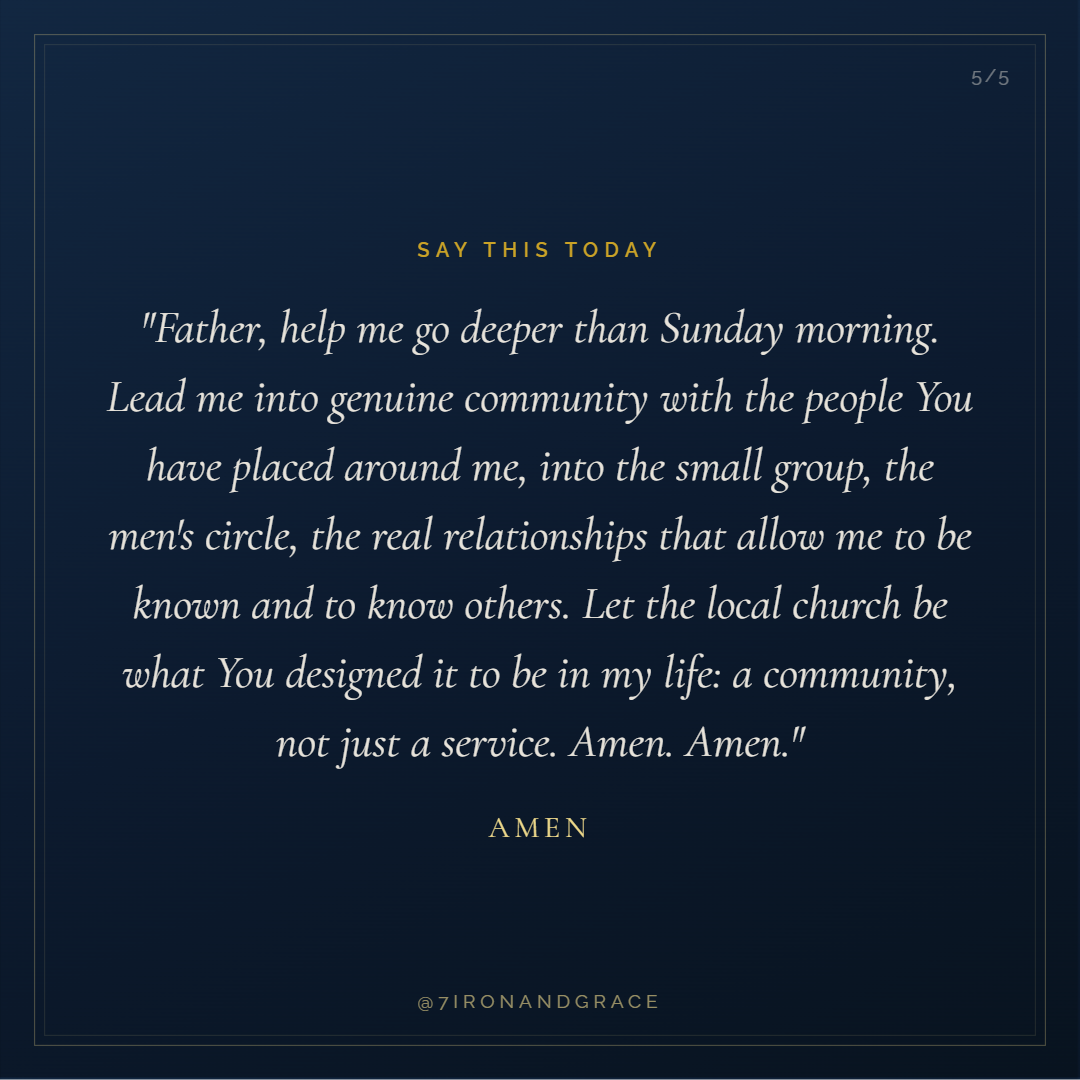 5/5
SAY THIS TODAY
"Father, help me go deeper than Sunday morning.
Lead me into genuine community with the people You
have placed around me, into the small group, the
men's circle, the real relationships that allow me to be
known and to know others. Let the local church be
what You designed it to be in my life: a community,
not just a service. Amen. Amen."
AMEN
@7IRONANDGRACE